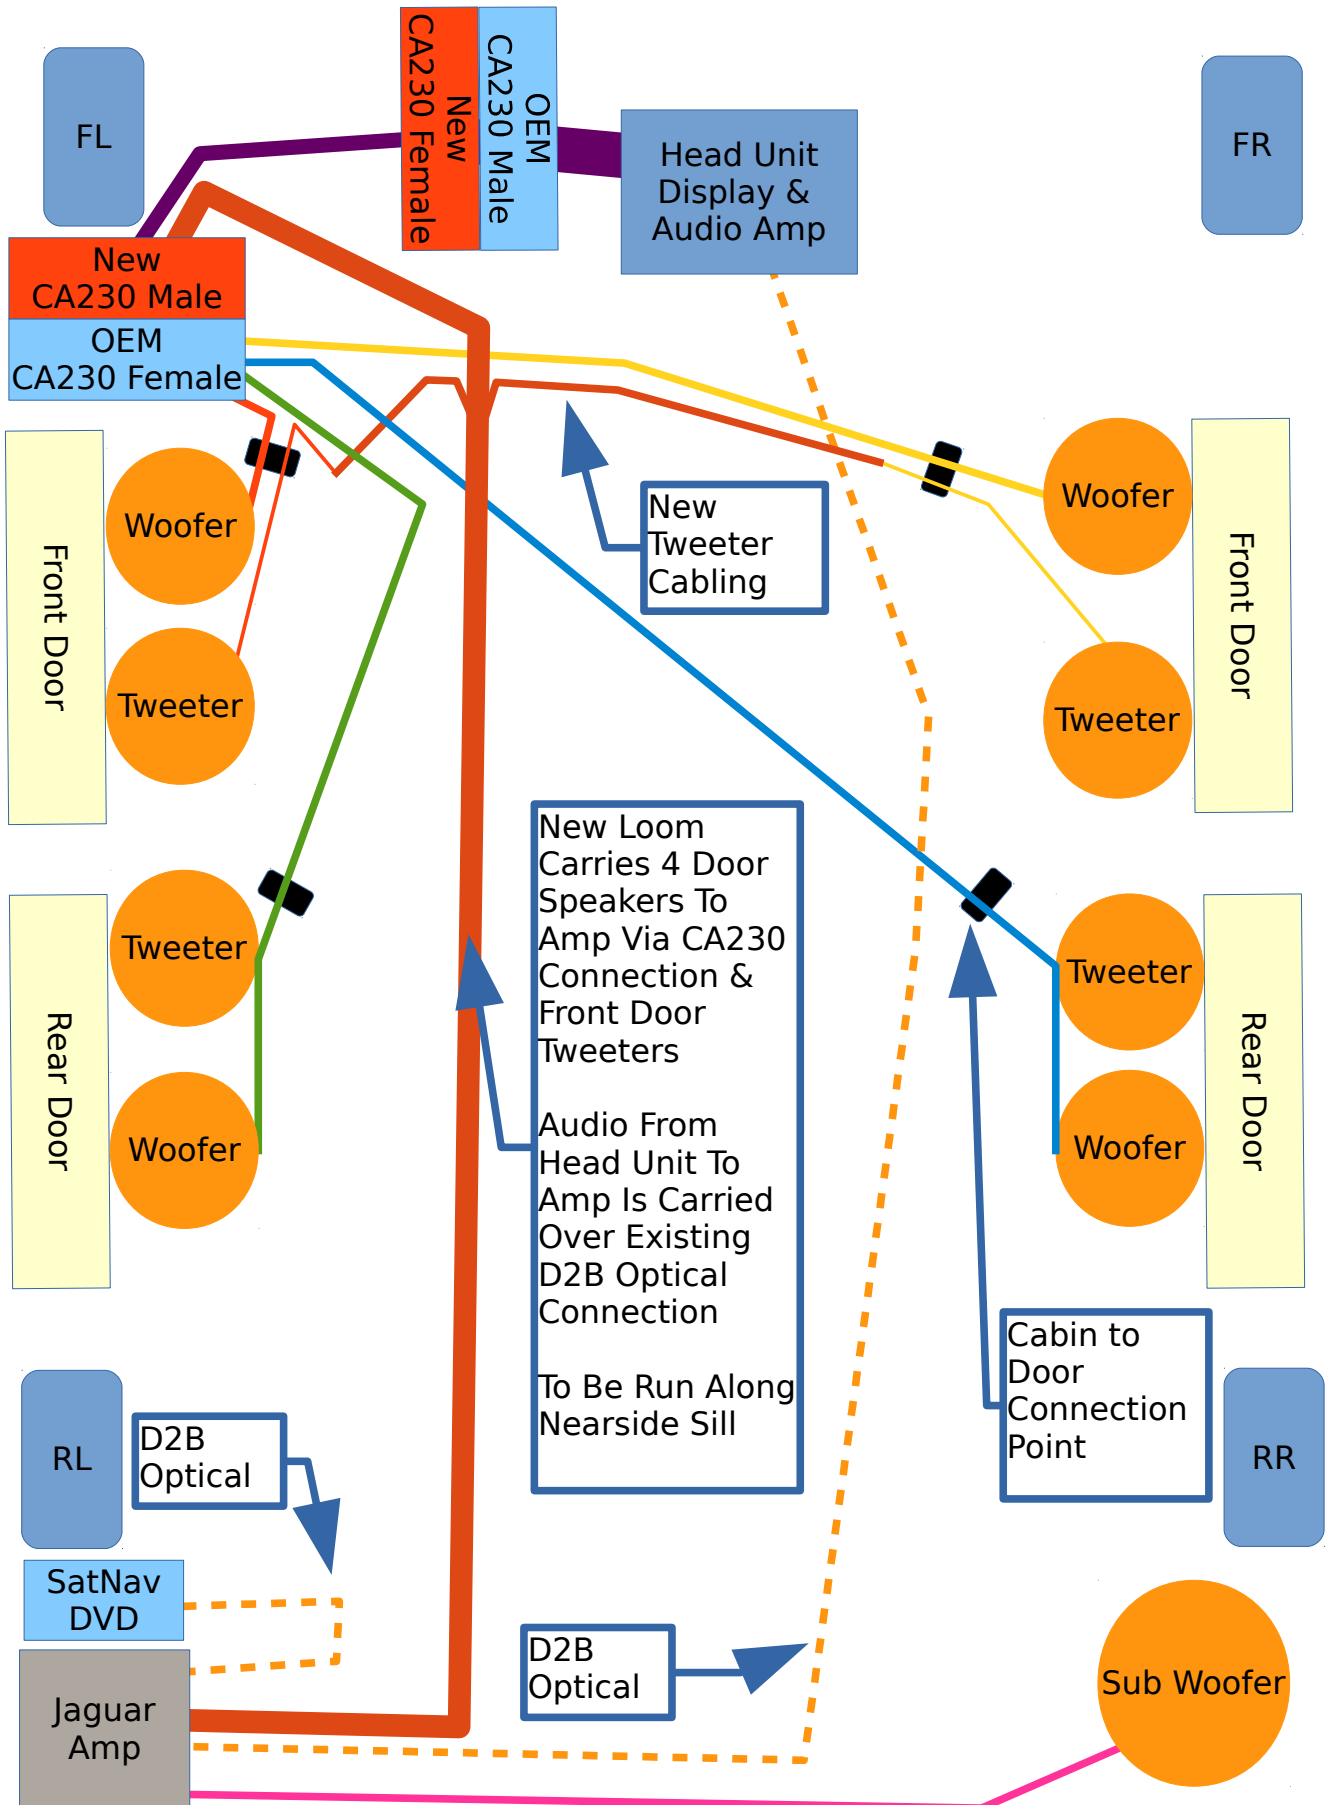 New
CA230 Female
OEM
CA230 Male
FL
Head Unit
Display &
Audio Amp
FR
New
CA230 Male
OEM
CA230 Female
Woofer
Woofer
New
Tweeter
Cabling
Front Door
Front Door
Tweeter
Tweeter
New Loom
Carries 4 Door
Speakers To
Amp Via CA230
Connection &
Front Door
Tweeters
Audio From
Head Unit To
Amp Is Carried
Over Existing
D2B Optical
Connection
To Be Run Along
Nearside Sill
Tweeter
Tweeter
Rear Door
Rear Door
Woofer
Woofer
Cabin to
Door
Connection
Point
RL
D2B
Optical
RR
SatNav
DVD
D2B
Optical
Sub Woofer
Jaguar
Amp